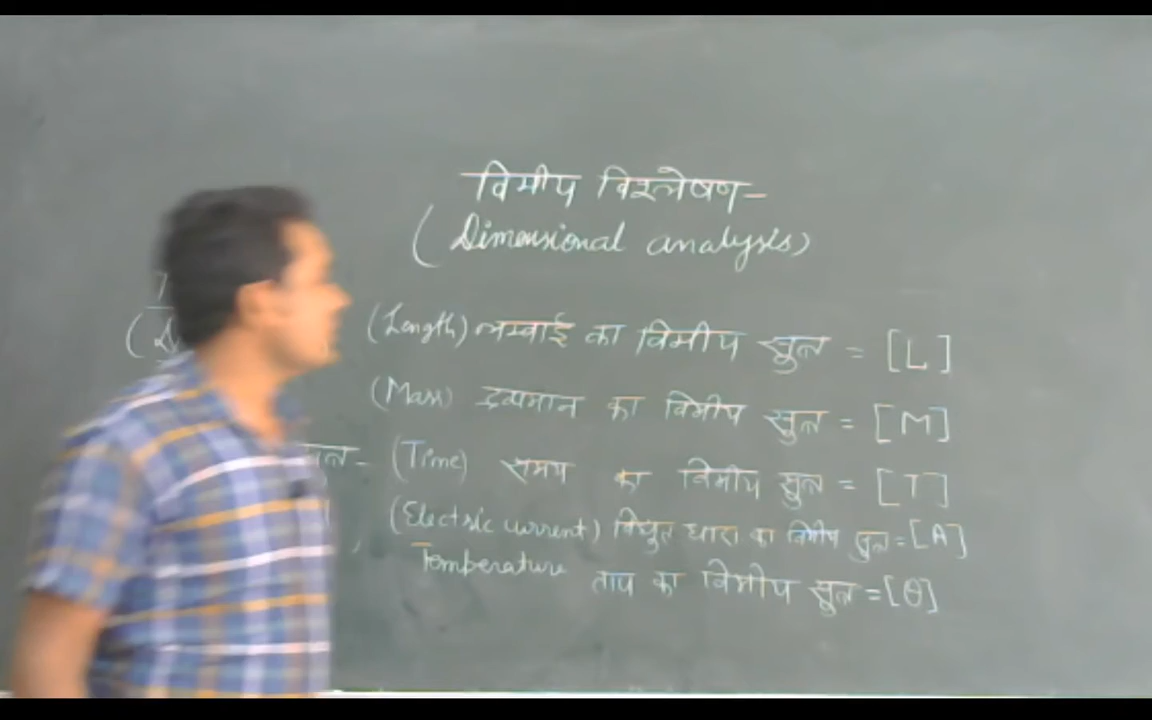 विमीय विश्लेषण-
(Dimensional analysis)
(Length) लम्बाई का विमीय सुत्र = [L]
(Mass) द्रव्यमान का विमीय सुत्र = [M]
(Time) समय का विमीय सुत्र = [T]
(Electric current) विधुत धारा का विमीय सुत्र = [A]
Temperature ताप का विमीय सुत्र = [θ]